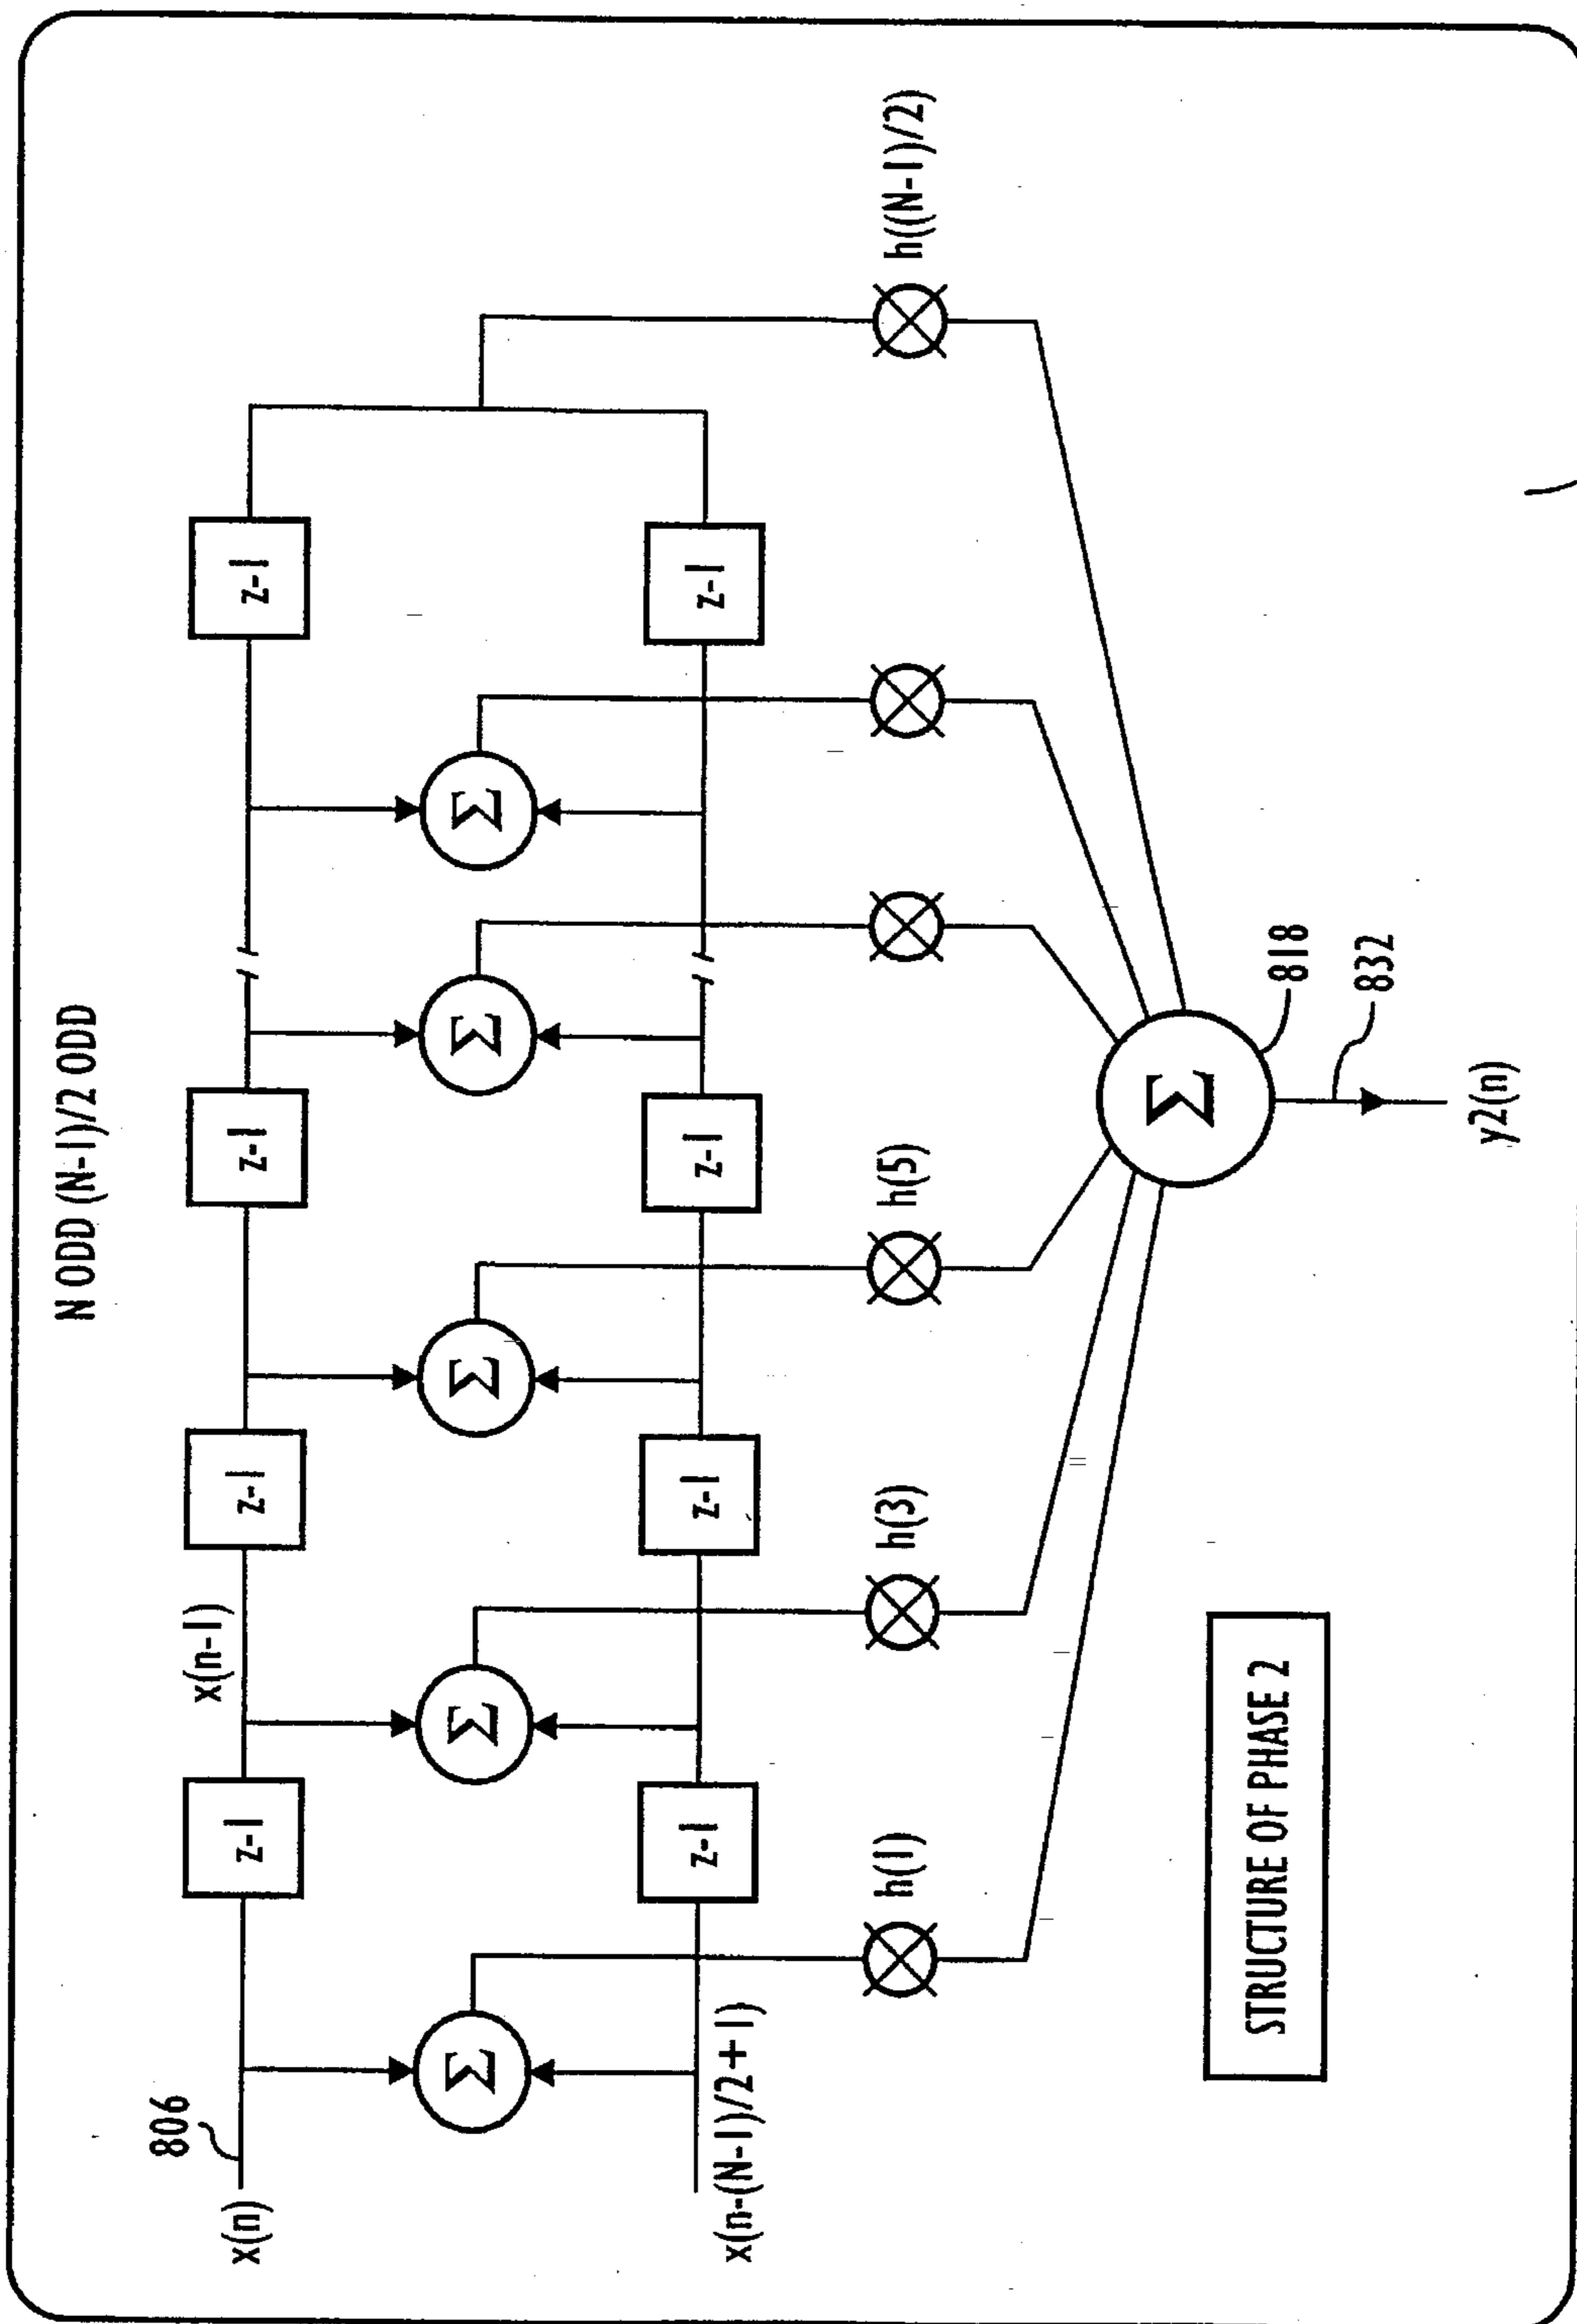 N ODD (N-1)/2 ODD
806
x(n)
x(n-1)
z-1
z-1
z-1
z-1
Σ
Σ
Σ
Σ
Σ
x(n-(N-1)/2+1)
z-1
z-1
z-1
z-1
h(1)
h(3)
h(5)
h((N-1)/2)
Σ
818
832
y2(n)
STRUCTURE OF PHASE 2